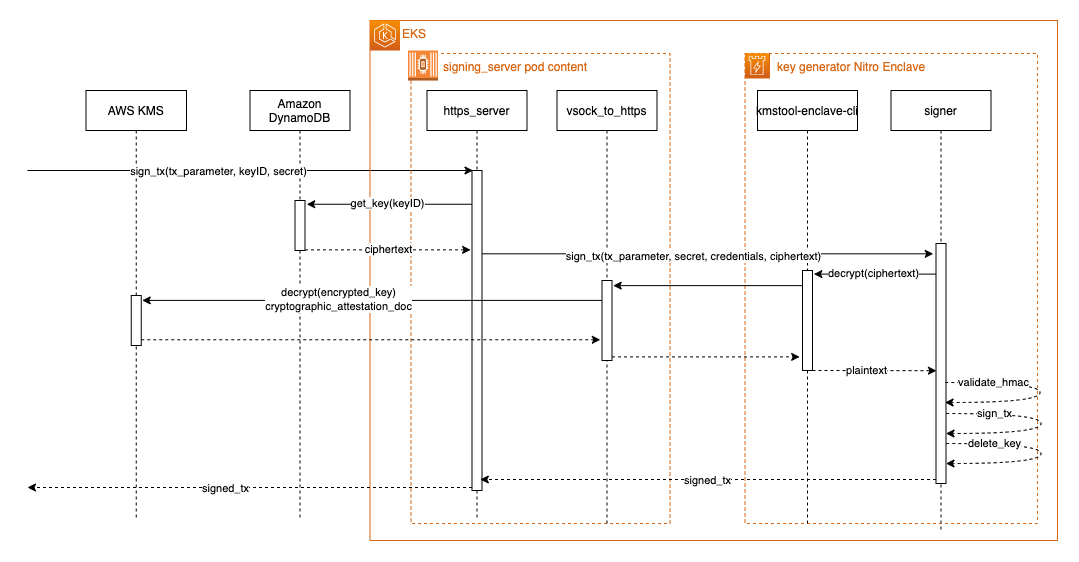 EKS
signing_server pod content
key generator Nitro Enclave
AWS KMS
Amazon
DynamoDB
https_server
vsock_to_https
kmstool-enclave-cli
signer
sign_tx(tx_parameter, keyID, secret)
get_key(keyID)
ciphertext
sign_tx(tx_parameter, secret, credentials, ciphertext)
decrypt(ciphertext)
decrypt(encrypted_key)
cryptographic_attestation_doc
plaintext
validate_hmac
sign_tx
delete_key
signed_tx
signed_tx